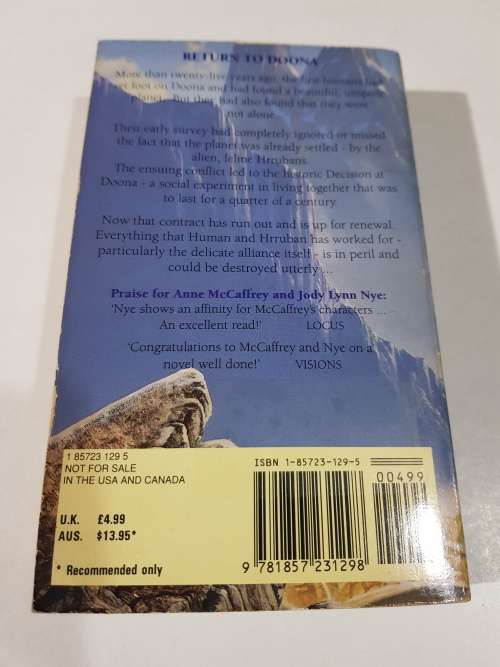 RETURN TO DOONA
More than twenty-five years ago, the first humans had
set foot on Doona and had found a beautiful, unspoilt
planet. But they had also found that they were
not alone.
Their early survey had completely ignored or missed
the fact that the planet was already settled - by the
alien, feline Hrrubans.
The ensuing conflict led to the historic Decision at
Doona - a social experiment in living together that was
to last for a quarter of a century.
Now that contract has run out and is up for renewal.
Everything that Human and Hrruban has worked for -
particularly the delicate alliance itself - is in peril and
could be destroyed utterly ...
Praise for Anne McCaffrey and Jody Lynn Nye:
'Nye shows an affinity for McCaffrey's characters ...
An excellent read!' LOCUS
'Congratulations to McCaffrey and Nye on a
novel well done!' VISIONS
1 85723 129 5
NOT FOR SALE
IN THE USA AND CANADA
U.K. £4.99
AUS. $13.95*
* Recommended only
ISBN 1-85723-129-5
00499
9 781857 231298